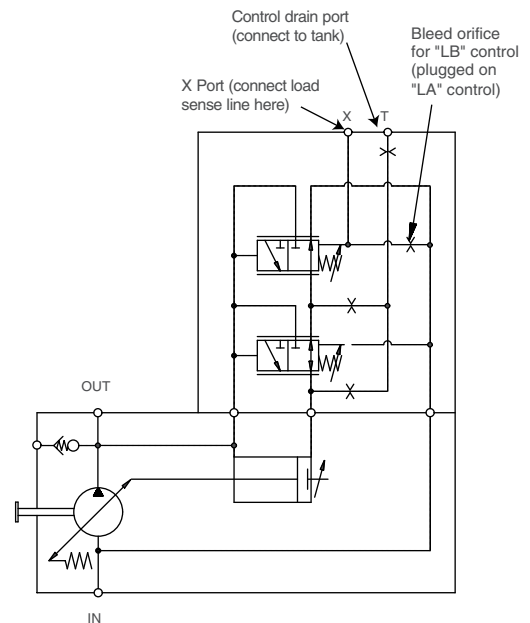 Control drain port
(connect to tank)
Bleed orifice
for "LB" control
(plugged on
"LA" control)
X Port (connect load
sense line here)
X
T
OUT
IN